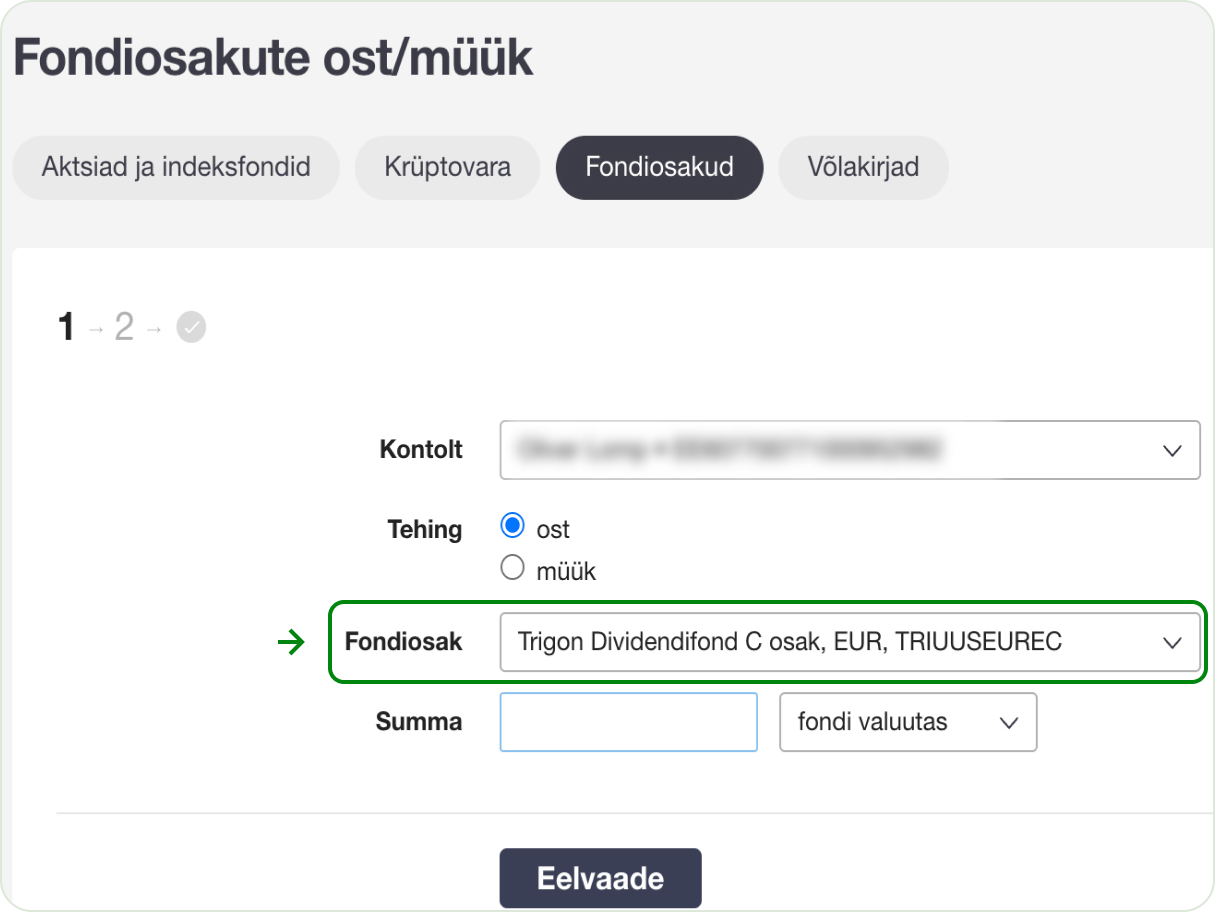 Fondiosakute ost/müük
Aktsiad ja indeksfondid Krüptovara Fondiosakud Võlakirjad
1 → 2 →
Kontolt
Tehing ost
müük
→ Fondiosak Trigon Dividendifond C osak, EUR, TRIUUSEUREC
Summa fondi valuutas
Eelvaade